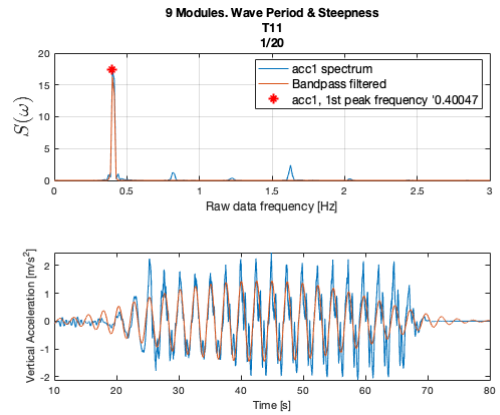 9 Modules. Wave Period & Steepness
T11
1/20
S(ω)
20
15
10
5
0
acc1 spectrum
Bandpass filtered
acc1, 1st peak frequency '0.40047
0 0.5 1 1.5 2 2.5 3
Raw data frequency [Hz]
Vertical Acceleration [m/s²]
2
1
0
-1
-2
10 20 30 40 50 60 70 80
Time [s]